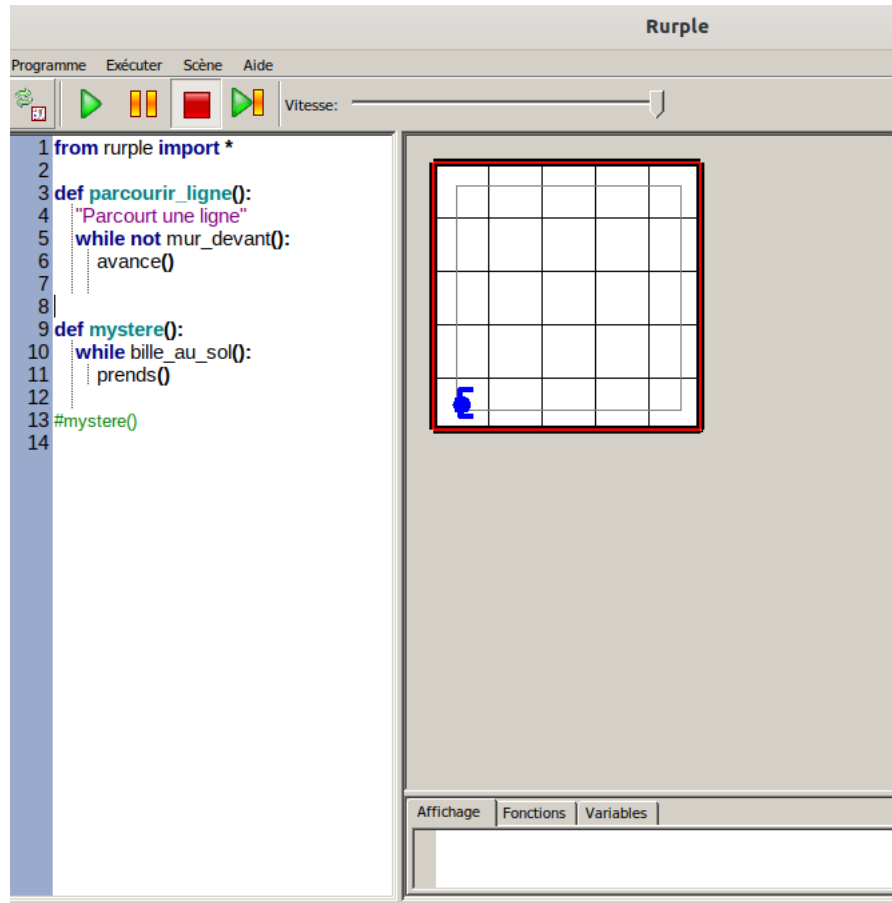 Rurple
Programme Exécuter Scène Aide
Vitesse:
1 from rurple import *
2
3 def parcourir_ligne():
4 "Parcourt une ligne"
5 while not mur_devant():
6 avance()
7
8
9 def mystere():
10 while bille_au_sol():
11 prends()
12
13 #mystere()
14
Affichage Fonctions Variables